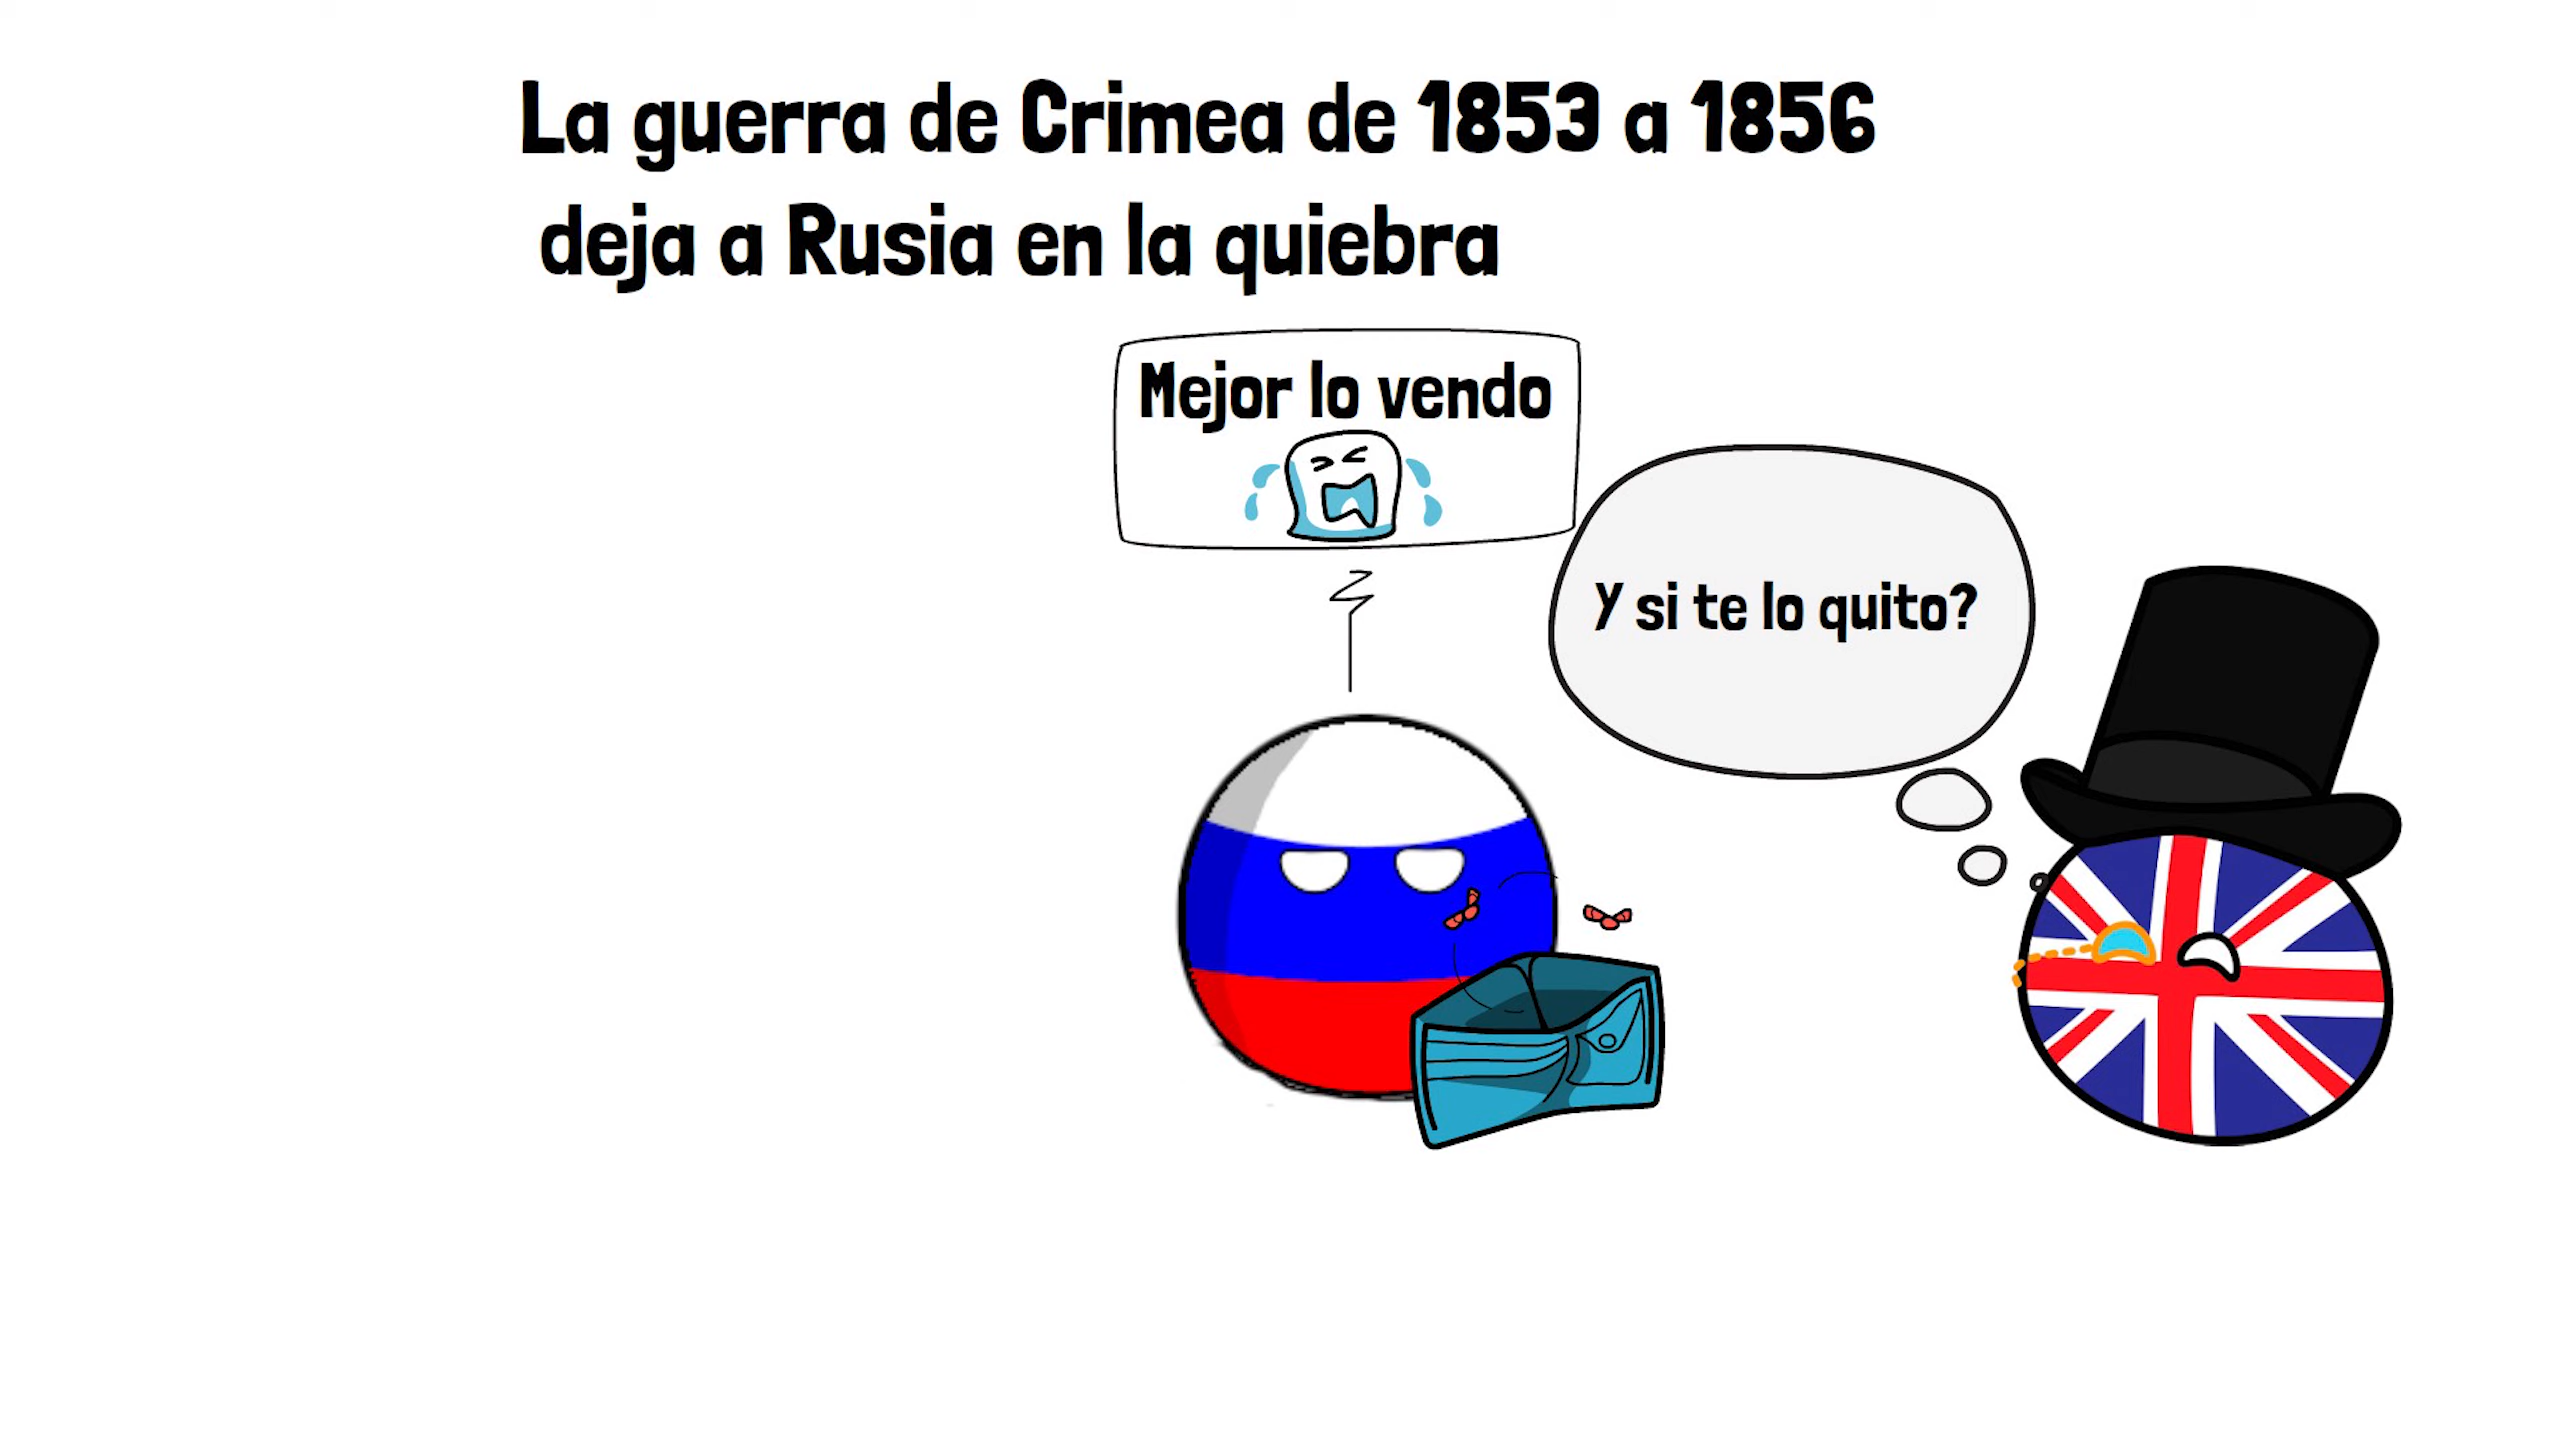 La guerra de Crimea de 1853 a 1856
deja a Rusia en la quiebra
Mejor lo vendo
Y si te lo quito?